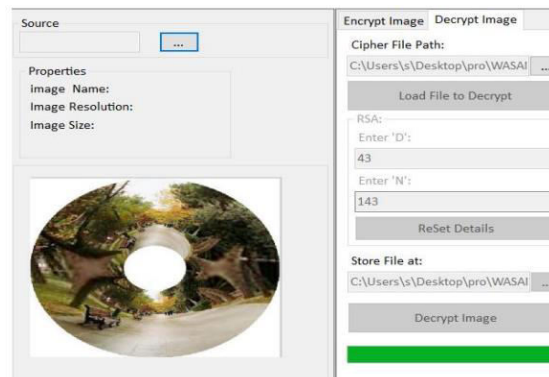 Source
...
Properties
Image Name:
Image Resolution:
Image Size:
Encrypt Image Decrypt Image
Cipher File Path:
C:\Users\s\Desktop\pro\WASAI ...
Load File to Decrypt
RSA:
Enter 'D':
43
Enter 'N':
143
ReSet Details
Store File at:
C:\Users\s\Desktop\pro\WASAI ...
Decrypt Image